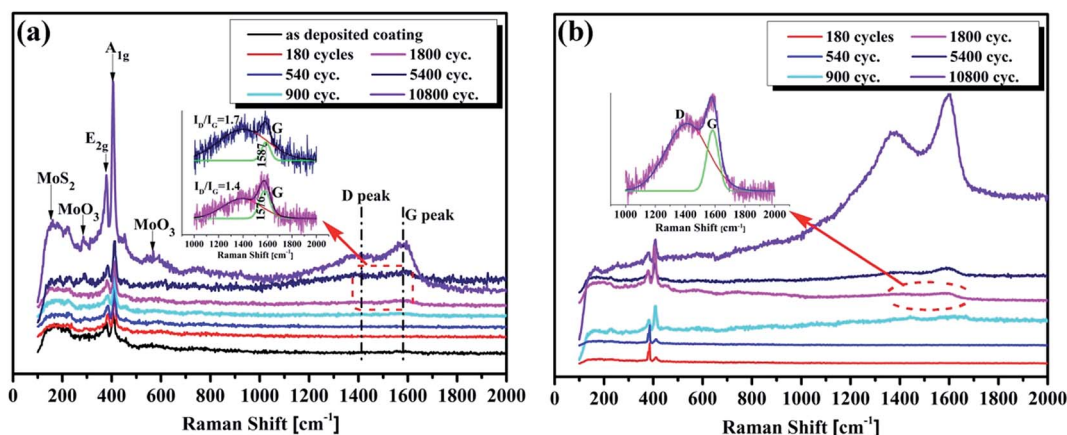 (a)
as deposited coating
180 cycles
1800 cyc.
540 cyc.
5400 cyc.
900 cyc.
10800 cyc.
A1g
E2g
MoS2
MoO3
MoO3
ID/IG=1.7
G
1587
ID/IG=1.4
G
1576
1000 1200 1400 1600 1800 2000
Raman Shift [cm-1]
D peak
G peak
0 200 400 600 800 1000 1200 1400 1600 1800 2000
Raman Shift [cm-1]
(b)
180 cycles
1800 cyc.
540 cyc.
5400 cyc.
900 cyc.
10800 cyc.
D
G
1000 1200 1400 1600 1800 2000
Raman Shift [cm-1]
0 200 400 600 800 1000 1200 1400 1600 1800 2000
Raman Shift [cm-1]